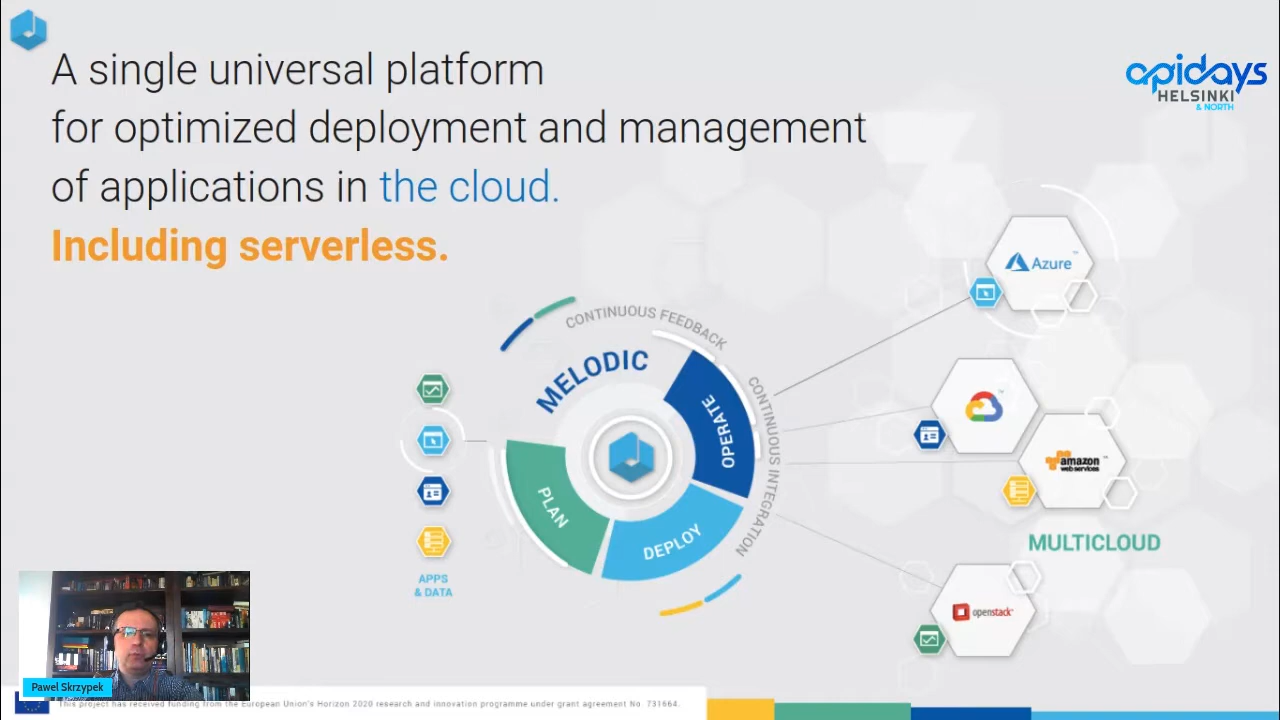 A single universal platform
for optimized deployment and management
of applications in the cloud.
Including serverless.
apidays
HELSINKI
& NORTH
Azure
CONTINUOUS FEEDBACK
MELODIC
CONTINUOUS INTEGRATION
OPERATE
PLAN
DEPLOY
amazon
web services
MULTICLOUD
openstack
APPS
& DATA
Pawel Skrzypek
This project has received funding from the European Union's Horizon 2020 research and innovation programme under grant agreement No. 731664.